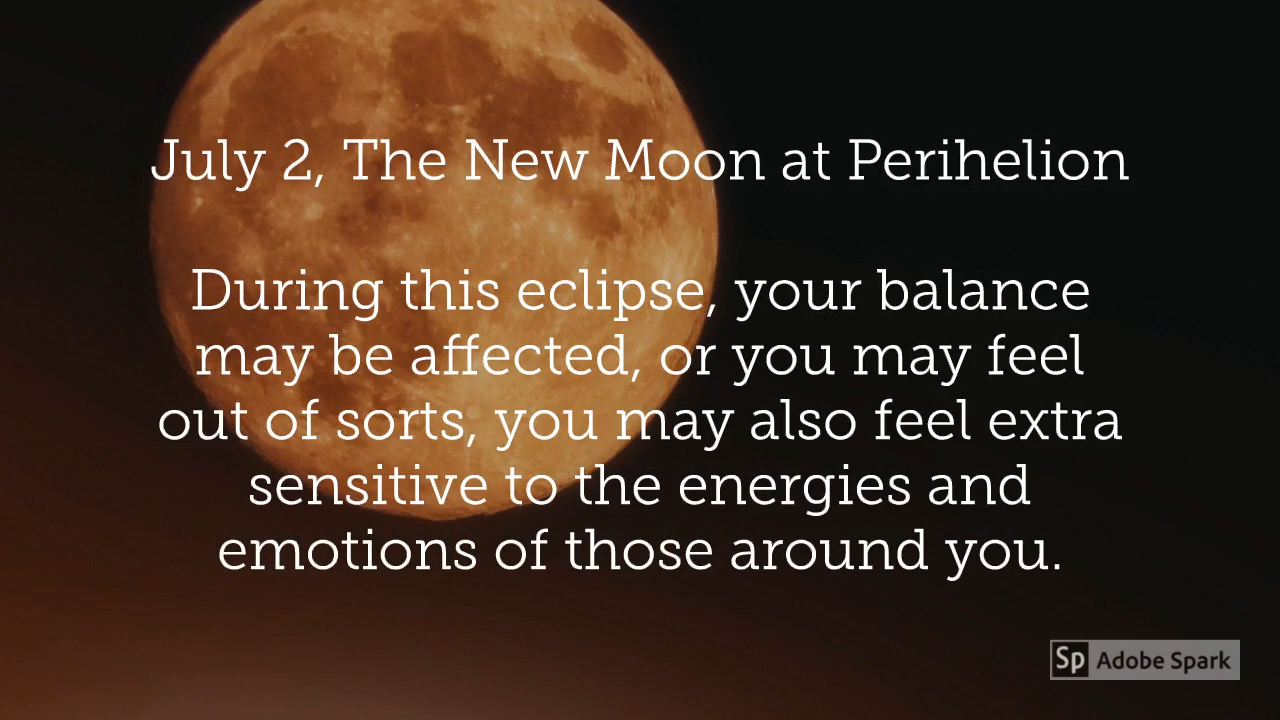 July 2, The New Moon at Perihelion
During this eclipse, your balance
may be affected, or you may feel
out of sorts, you may also feel extra
sensitive to the energies and
emotions of those around you.
Sp Adobe Spark